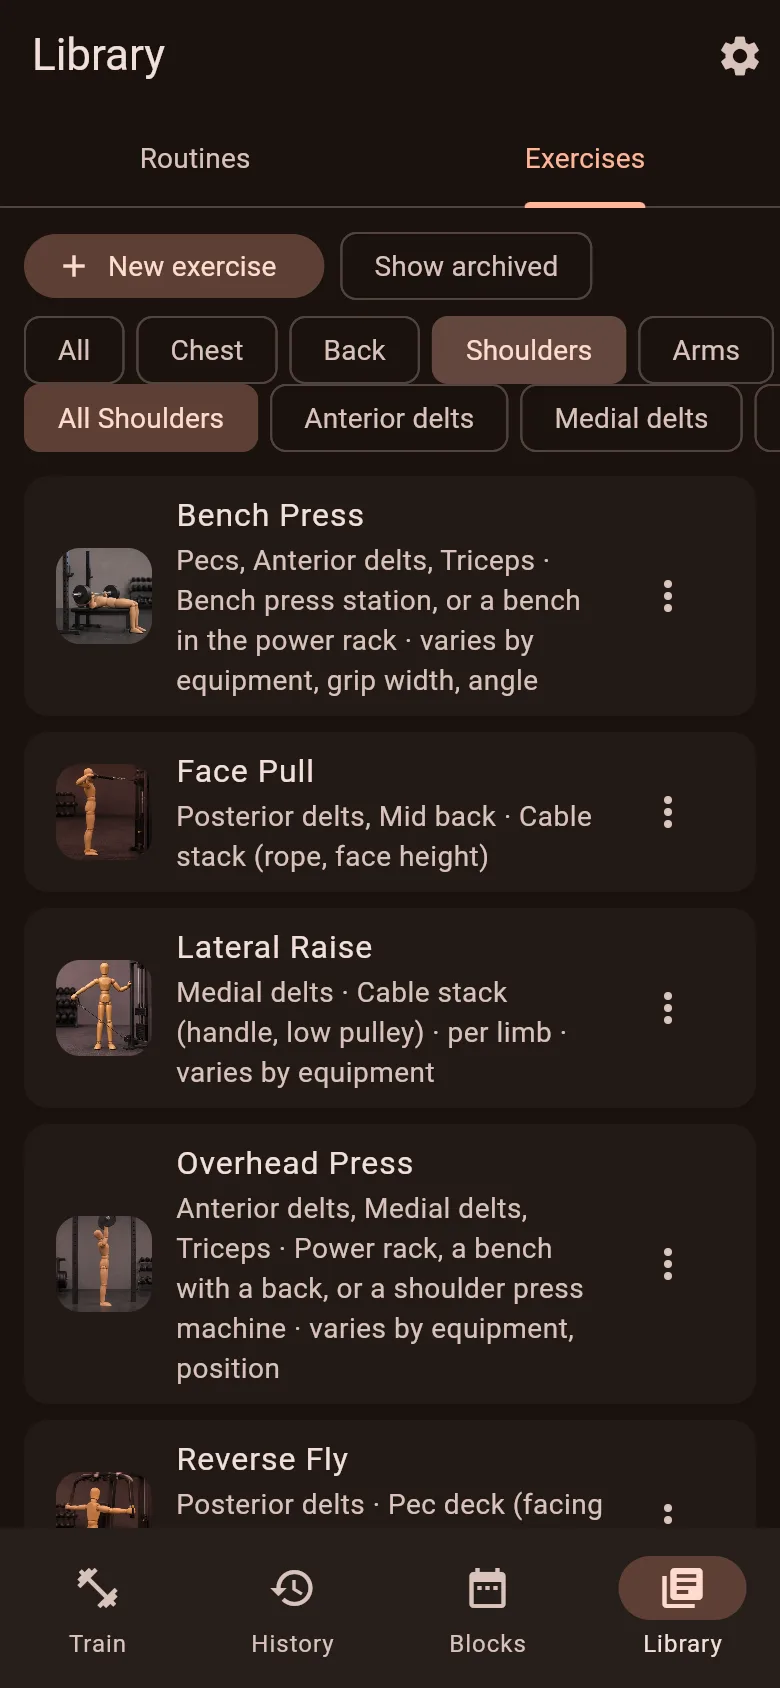 Library
Routines
Exercises
New exercise
Show archived
All
Chest
Back
Shoulders
Arms
All Shoulders
Anterior delts
Medial delts
Bench Press
Pecs, Anterior delts, Triceps ·
Bench press station, or a bench
in the power rack · varies by
equipment, grip width, angle
Face Pull
Posterior delts, Mid back · Cable
stack (rope, face height)
Lateral Raise
Medial delts · Cable stack
(handle, low pulley) · per limb ·
varies by equipment
Overhead Press
Anterior delts, Medial delts,
Triceps · Power rack, a bench
with a back, or a shoulder press
machine · varies by equipment,
position
Reverse Fly
Posterior delts · Pec deck (facing
Train
History
Blocks
Library